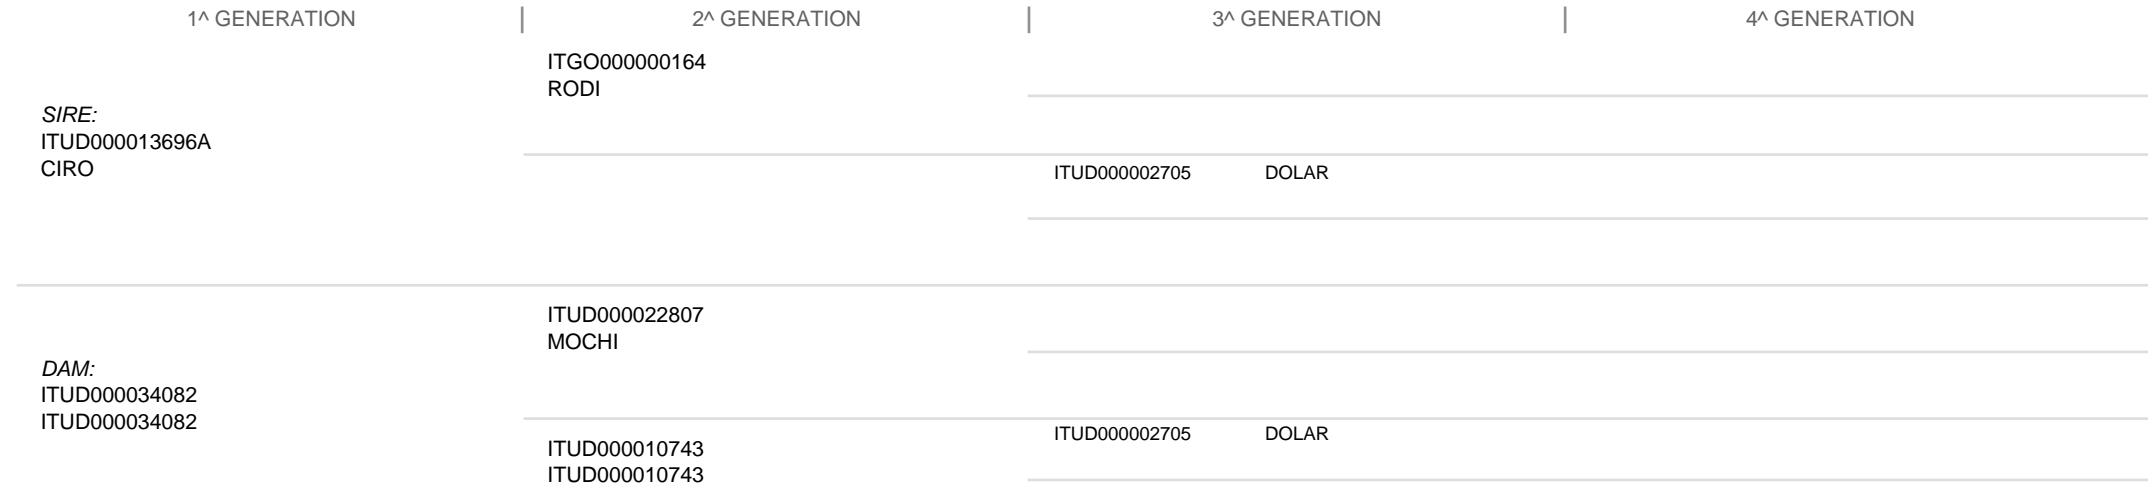 1^ GENERATION | 2^ GENERATION | 3^ GENERATION | 4^ GENERATION
SIRE:
ITUD000013696A
CIRO
ITGO000000164
RODI
ITUD000002705 DOLAR
DAM:
ITUD000034082
ITUD000034082
ITUD000022807
MOCHI
ITUD000010743
ITUD000010743
ITUD000002705 DOLAR